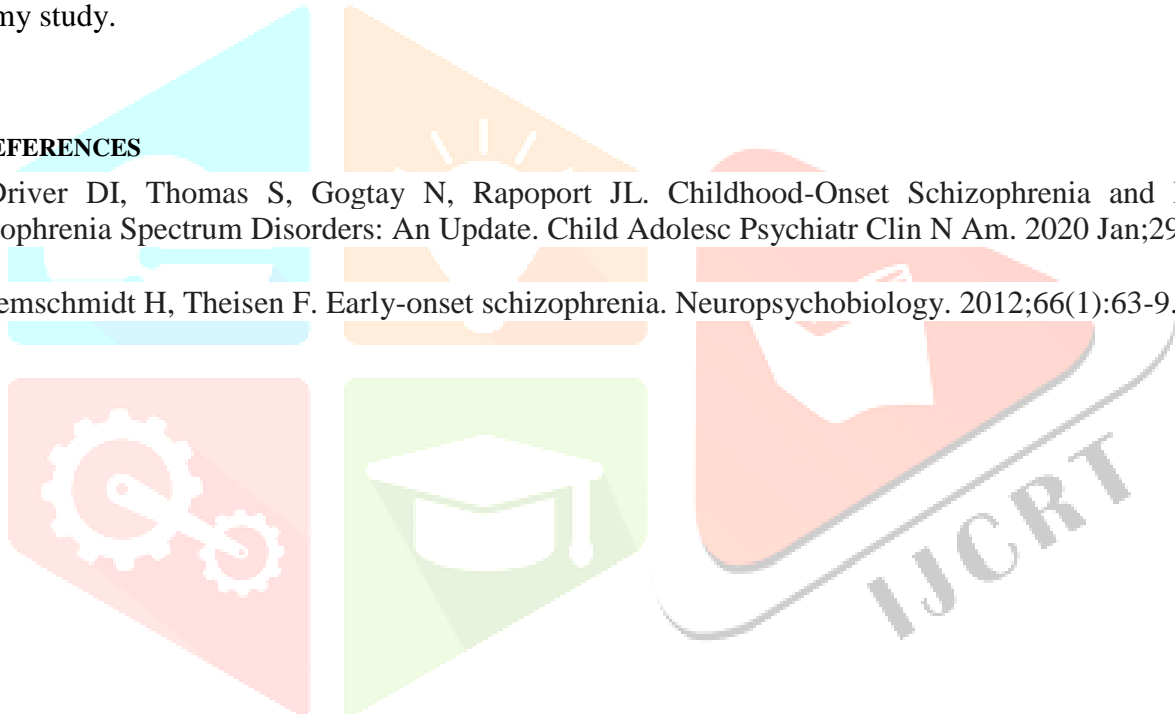 my study.
EFERENCES
Driver DI, Thomas S, Gogtay N, Rapoport JL. Childhood-Onset Schizophrenia and
ophrenia Spectrum Disorders: An Update. Child Adolesc Psychiatr Clin N Am. 2020 Jan;29
emschmidt H, Theisen F. Early-onset schizophrenia. Neuropsychobiology. 2012;66(1):63-9.
IJCRT